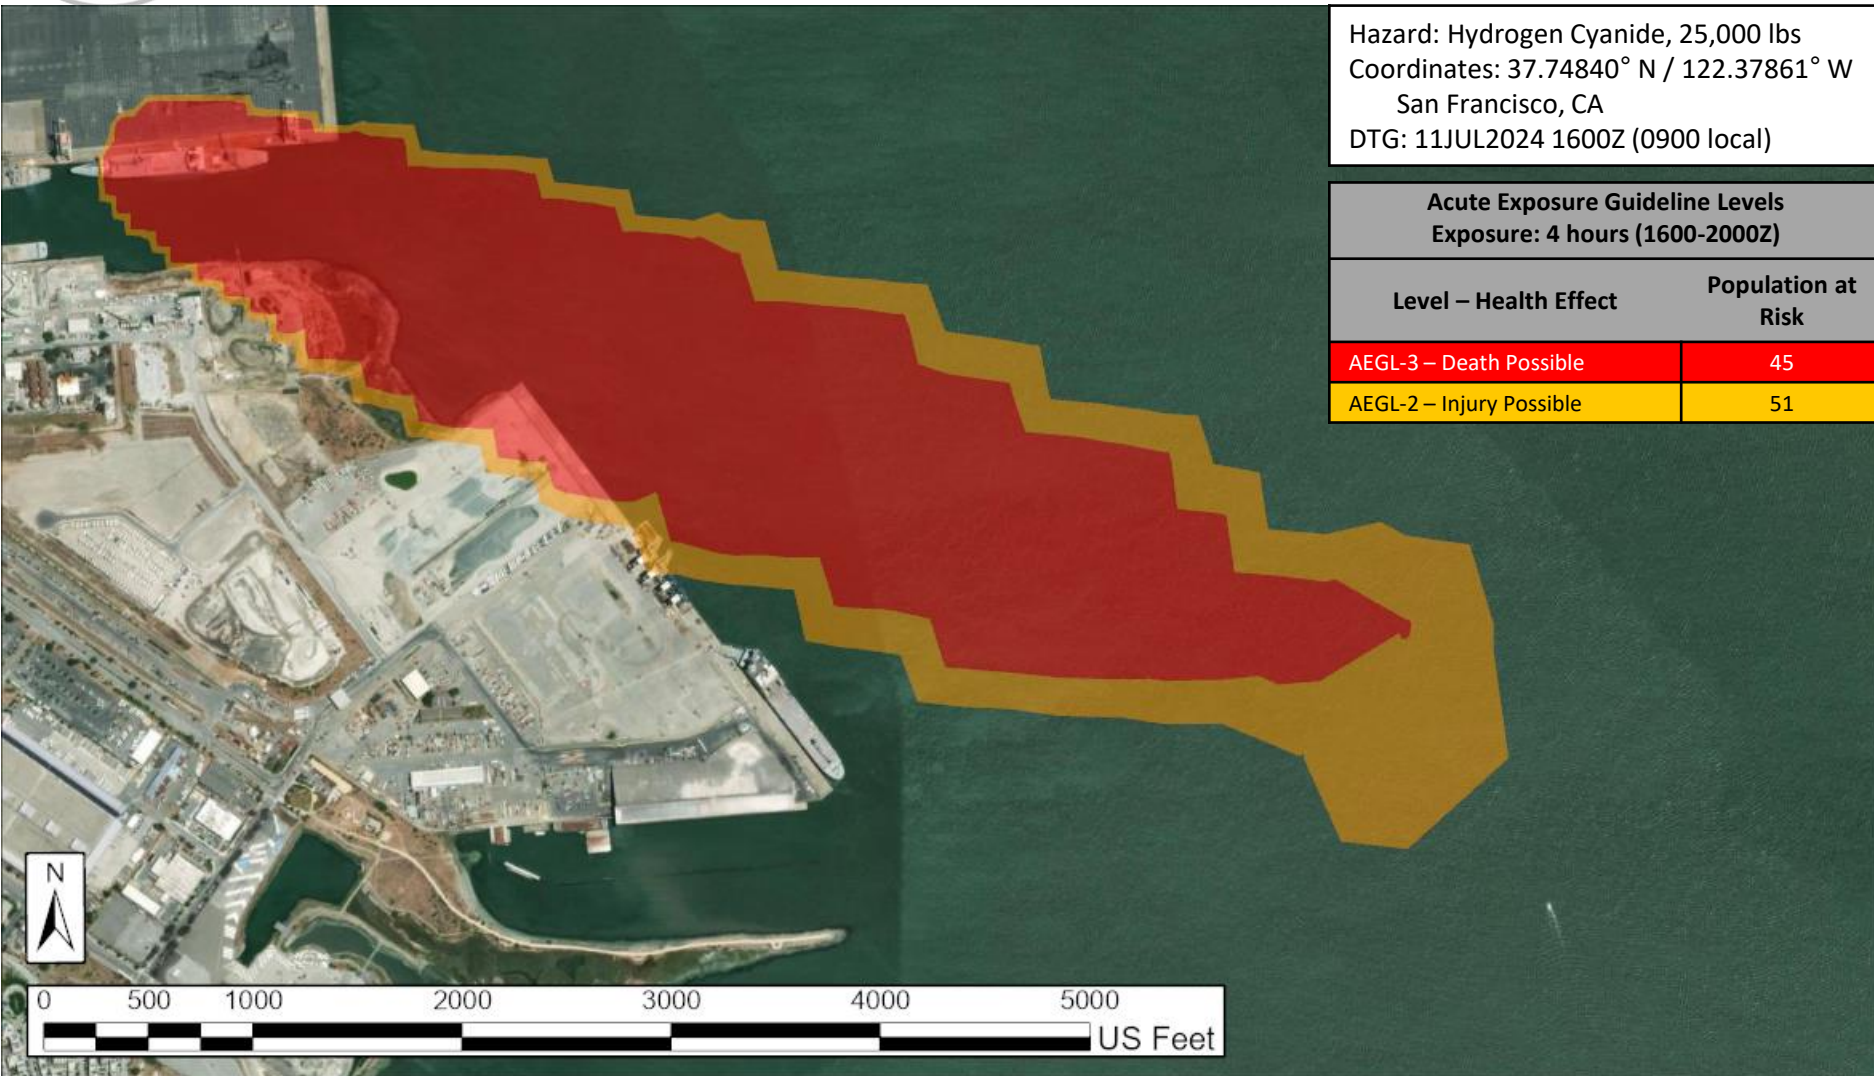 Hazard: Hydrogen Cyanide, 25,000 lbs
Coordinates: 37.74840° N / 122.37861° W
San Francisco, CA
DTG: 11JUL2024 1600Z (0900 local)
Acute Exposure Guideline Levels
Exposure: 4 hours (1600-2000Z)
Level – Health Effect
Population at
Risk
AEGL-3 – Death Possible 45
AEGL-2 – Injury Possible 51
N
0 500 1000 2000 3000 4000 5000
US Feet